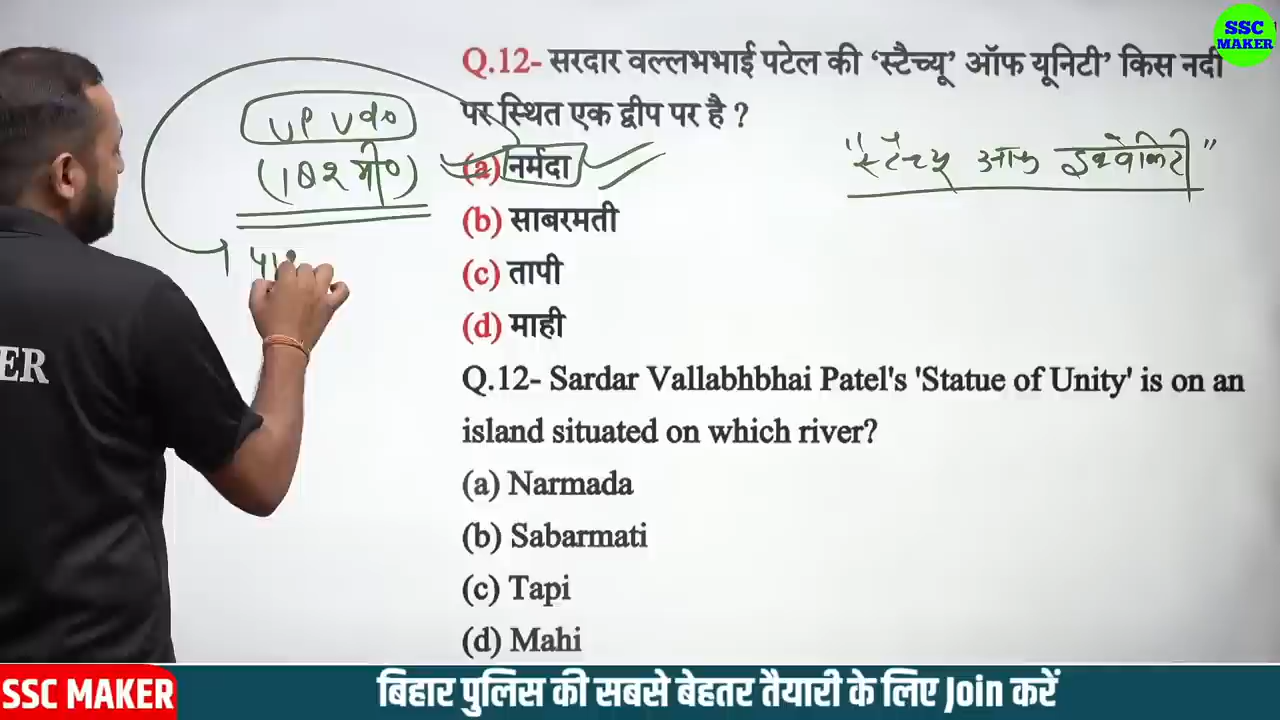 SSC
MAKER
Q.12- सरदार वल्लभभाई पटेल की ‘स्टैच्यू’ ऑफ यूनिटी’ किस नदी
पर स्थित एक द्वीप पर है ?
UP
(182 मी०)
(a) नर्मदा
"स्टैच्यू ऑफ इक्वेलिटी"
(b) साबरमती
(c) तापी
(d) माही
Q.12- Sardar Vallabhbhai Patel's 'Statue of Unity' is on an
island situated on which river?
(a) Narmada
(b) Sabarmati
(c) Tapi
(d) Mahi
ER
SSC MAKER
बिहार पुलिस की सबसे बेहतर तैयारी के लिए Join करें